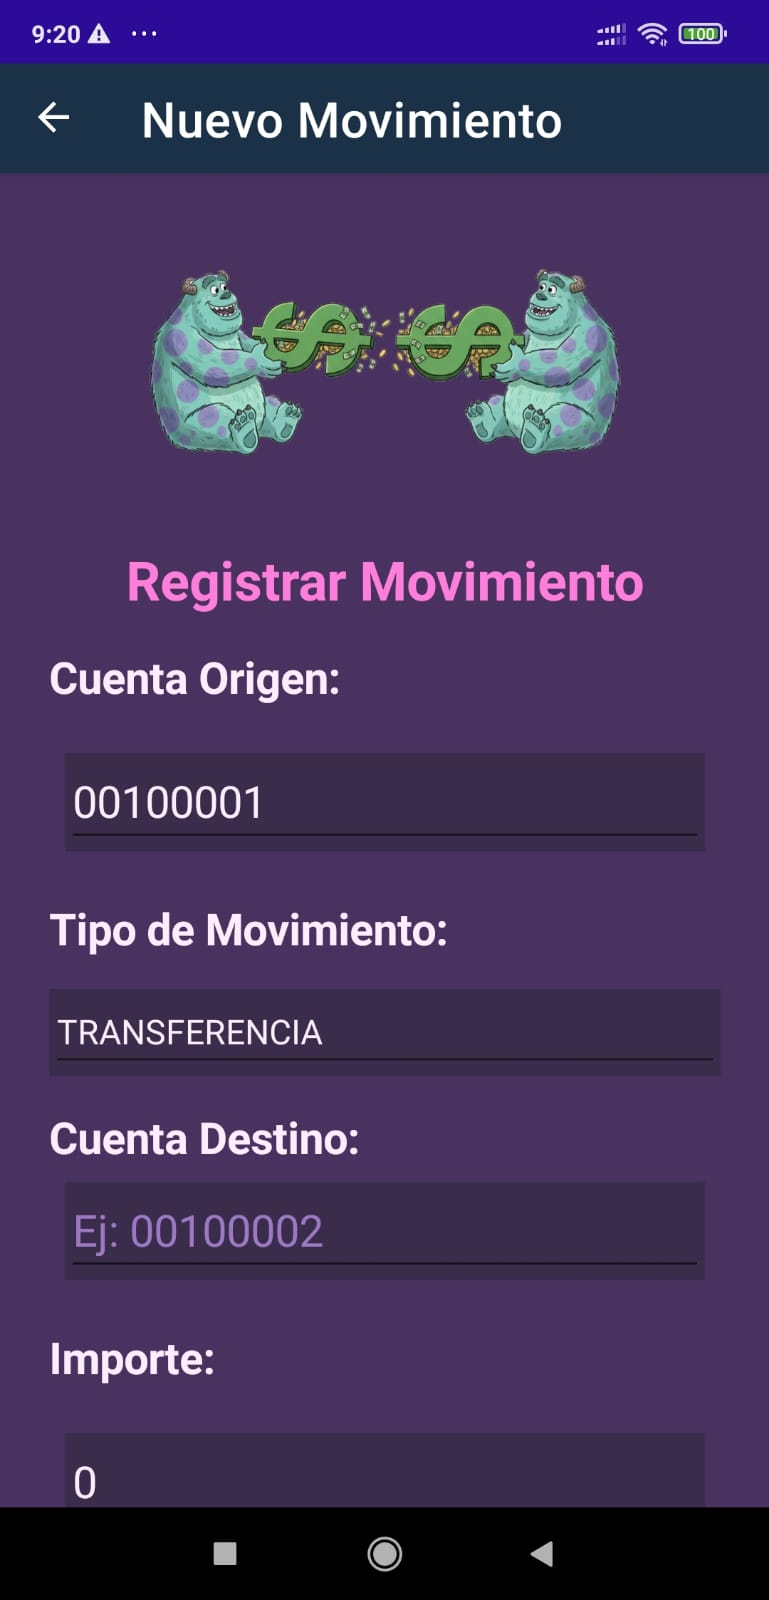 9:20
100
Nuevo Movimiento
Registrar Movimiento
Cuenta Origen:
00100001
Tipo de Movimiento:
TRANSFERENCIA
Cuenta Destino:
Ej: 00100002
Importe:
0